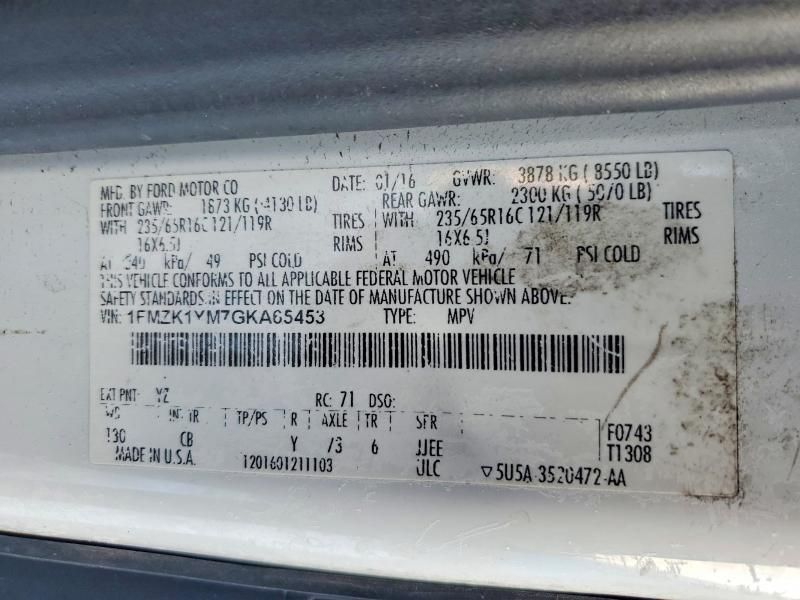 MFD. BY FORD MOTOR CO
DATE: 01/16 GVWR: 3878 KG ( 8550 LB)
FRONT GAWR: 1873 KG ( 4130 LB)
REAR GAWR: 2300 KG ( 5070 LB)
WITH 235/65R16C 121/119R TIRES
WITH 235/65R16C 121/119R TIRES
16X6.5J RIMS
16X6.5J RIMS
AT 340 kPa/ 49 PSI COLD
AT 490 kPa/ 71 PSI COLD
THIS VEHICLE CONFORMS TO ALL APPLICABLE FEDERAL MOTOR VEHICLE
SAFETY STANDARDS IN EFFECT ON THE DATE OF MANUFACTURE SHOWN ABOVE.
VIN: 1FMZK1YM7GKA65453 TYPE: MPV
EXT PNT: YZ RC: 71 DSO:
WB INT TR TP/PS R AXLE TR SFR
130 CB Y /3 6 JJEE
F0743
T1308
MADE IN U.S.A. 1201601211103 ULC ▽5U5A-3520472-AA